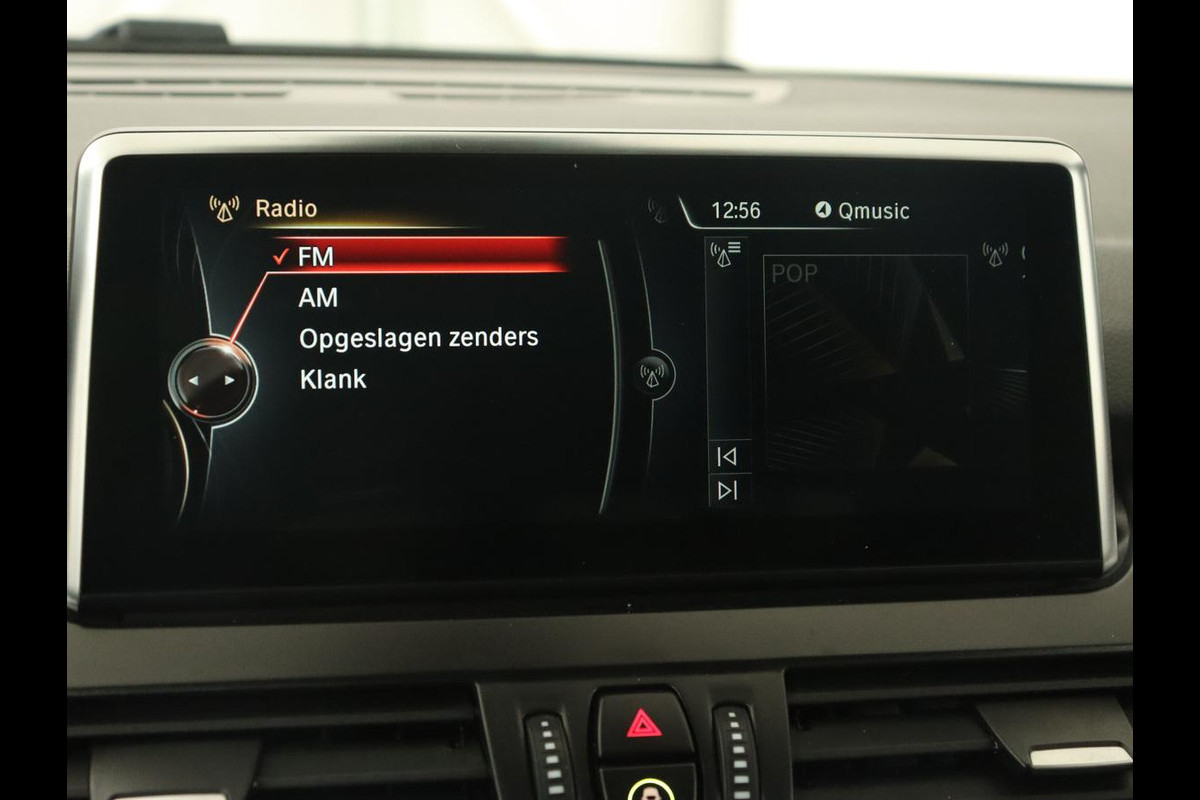 Radio
12:56 Qmusic
FM
AM
Opgeslagen zenders
Klank
POP